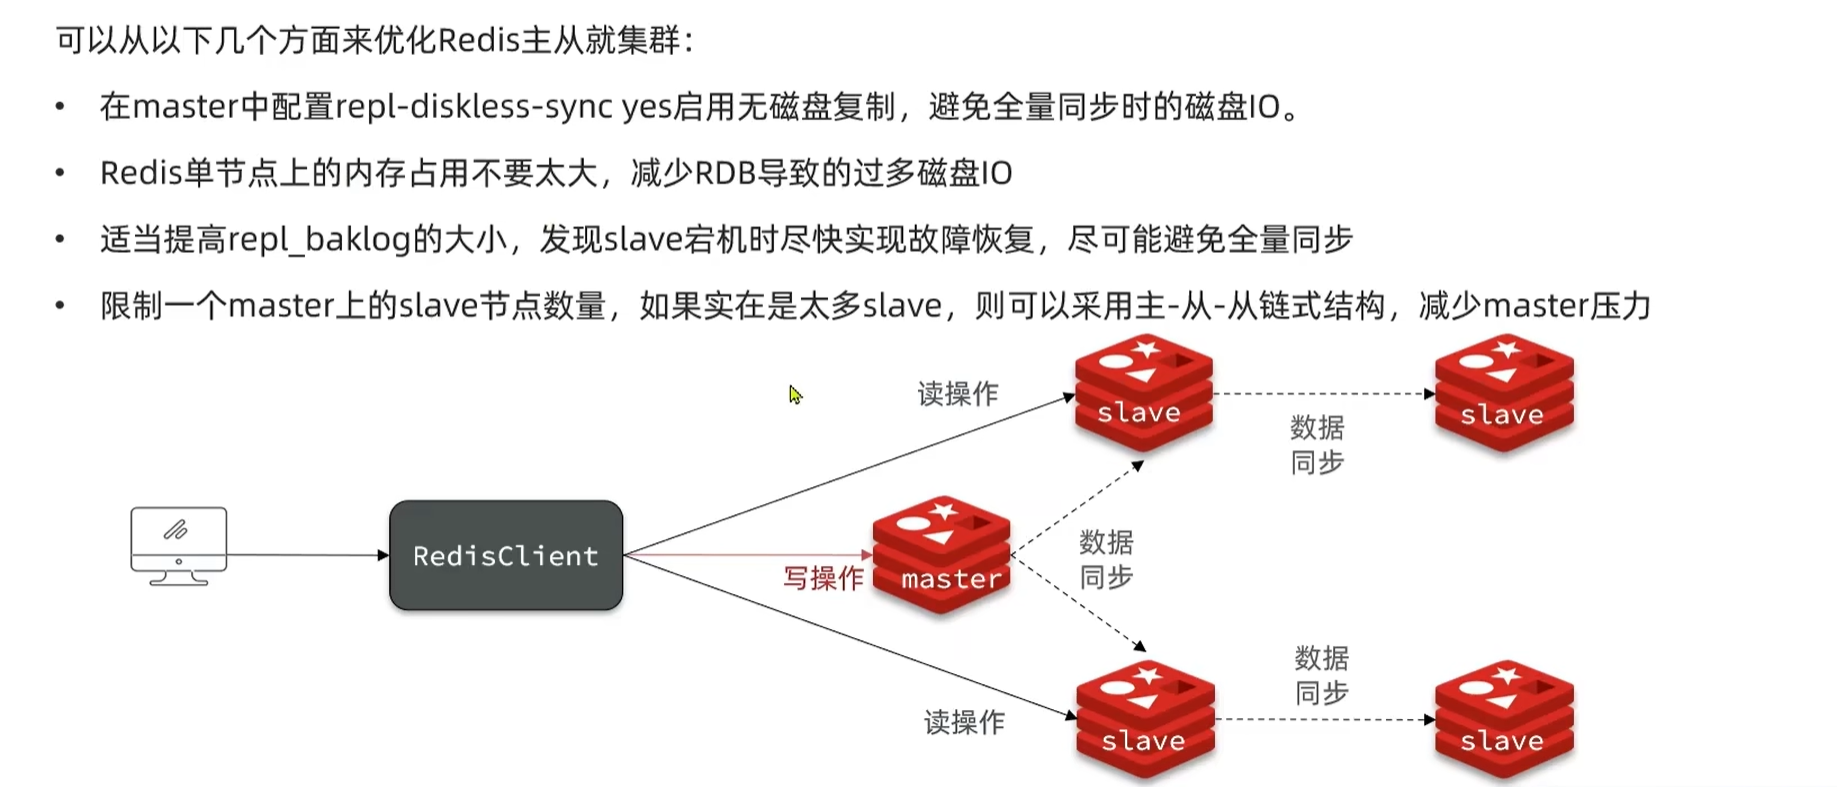 可以从以下几个方面来优化Redis主从就集群：
• 在master中配置repl-diskless-sync yes启用无磁盘复制，避免全量同步时的磁盘IO。
• Redis单节点上的内存占用不要太大，减少RDB导致的过多磁盘IO
• 适当提高repl_baklog的大小，发现slave宕机时尽快实现故障恢复，尽可能避免全量同步
• 限制一个master上的slave节点数量，如果实在是太多slave，则可以采用主-从-从链式结构，减少master压力
读操作
slave
数据
同步
slave
RedisClient
写操作
master
数据
同步
读操作
slave
数据
同步
slave